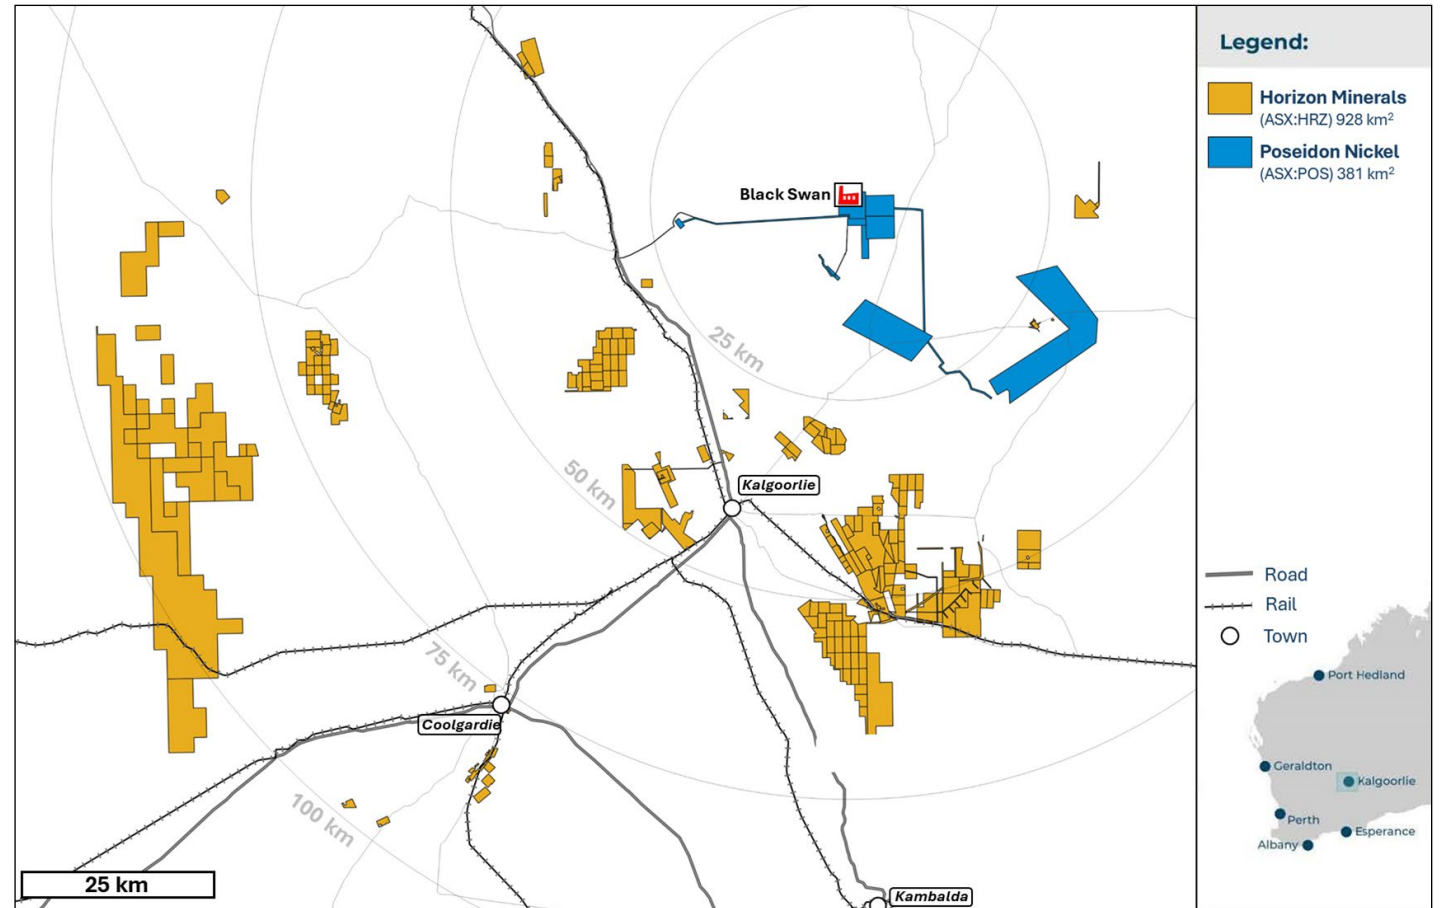 Legend:
Horizon Minerals
(ASX:HRZ) 928 km²
Poseidon Nickel
(ASX:POS) 381 km²
Black Swan
25 km
50 km
Kalgoorlie
75 km
Coolgardie
100 km
25 km
Kambalda
Road
Rail
Town
Port Hedland
Geraldton
Kalgoorlie
Perth
Esperance
Albany